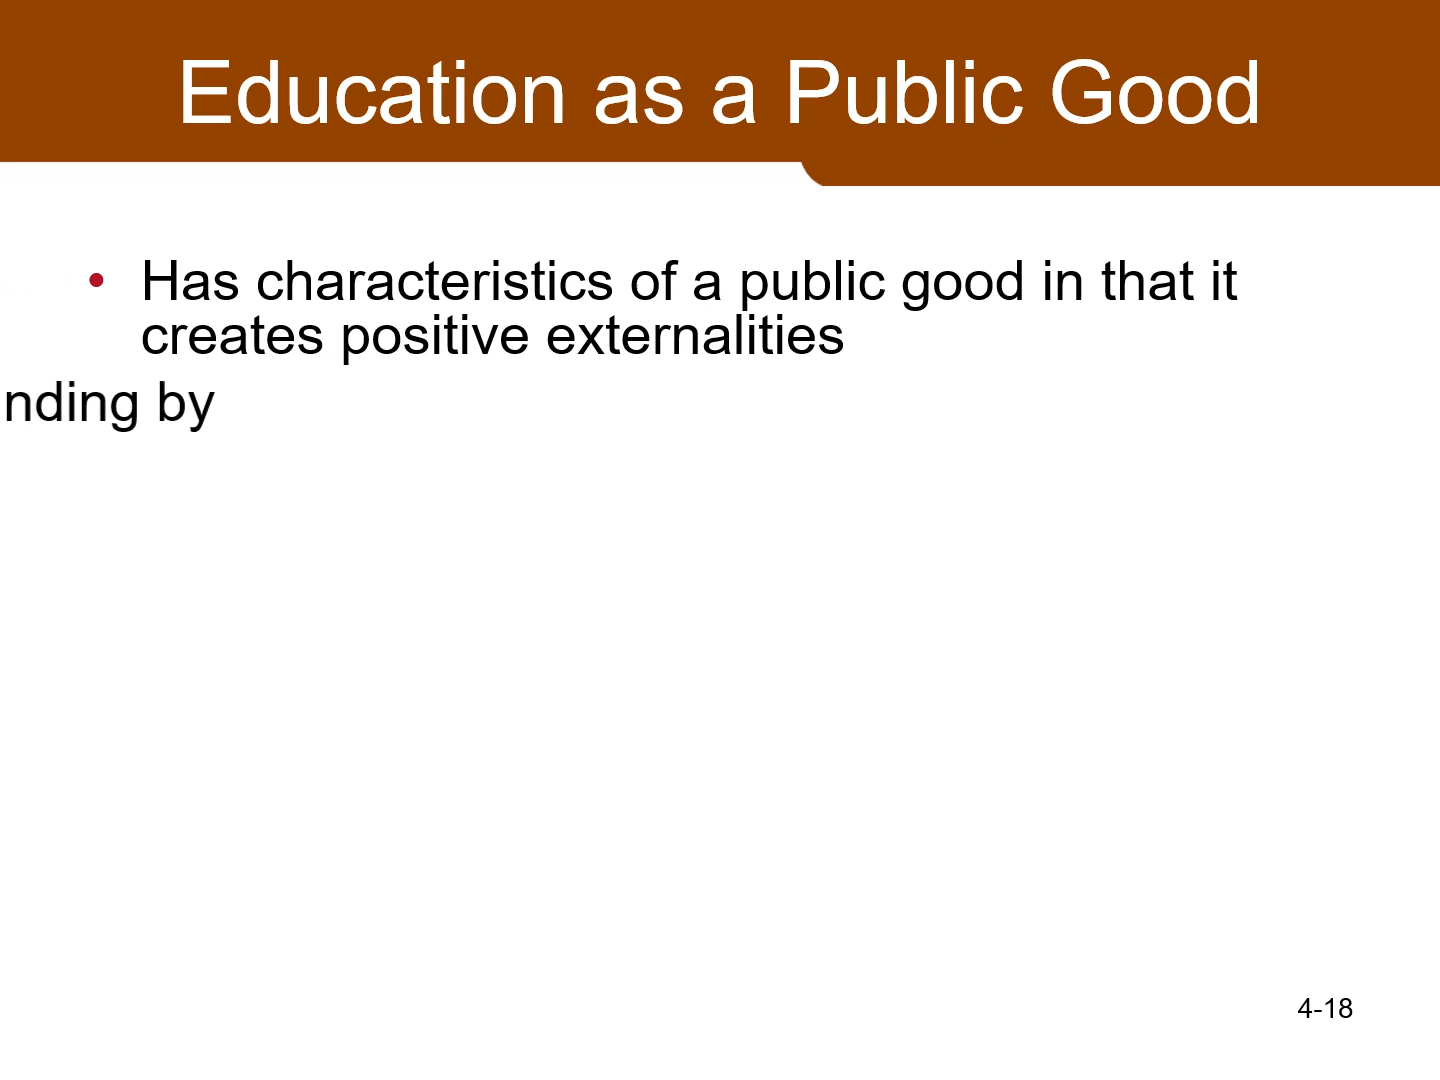 Education as a Public Good
• Has characteristics of a public good in that it
creates positive externalities
nding by
4-18